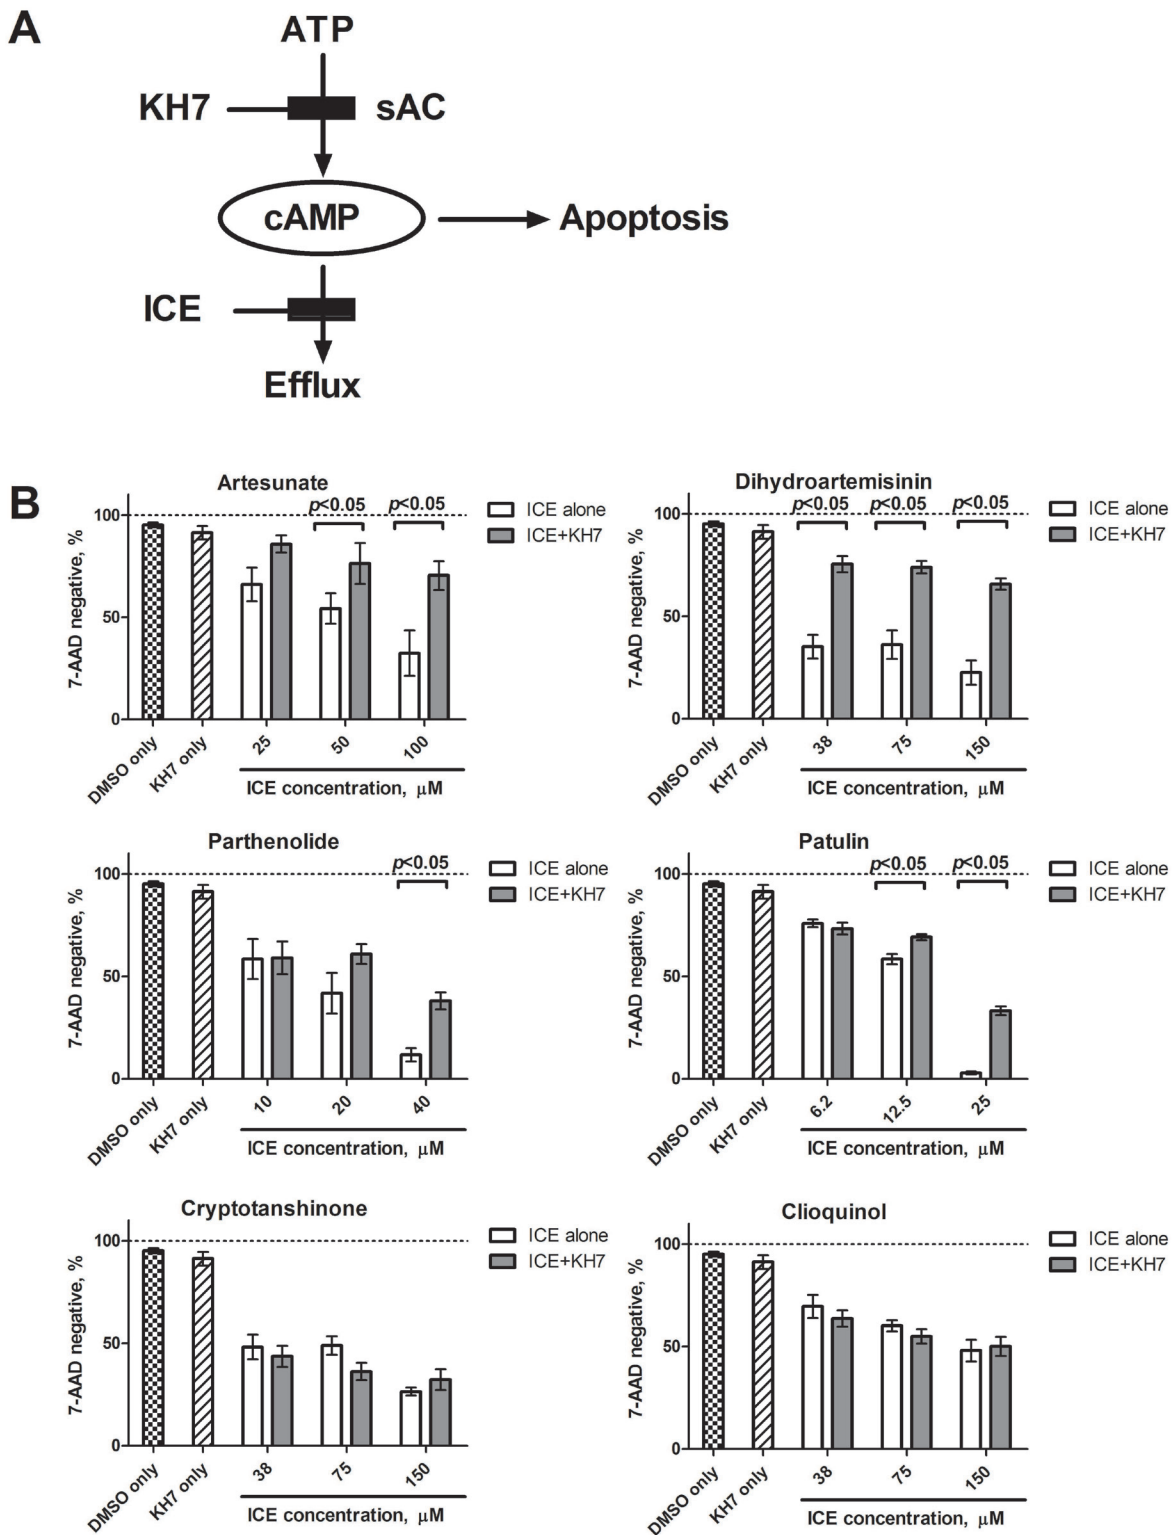 A
ATP
KH7
sAC
cAMP
Apoptosis
ICE
Efflux
B
Artesunate
p<0.05 p<0.05
ICE alone
ICE+KH7
7-AAD negative, %
100
50
0
DMSO only
KH7 only
25
50
100
ICE concentration, μM
Dihydroartemisinin
p<0.05 p<0.05 p<0.05
ICE alone
ICE+KH7
7-AAD negative, %
100
50
0
DMSO only
KH7 only
38
75
150
ICE concentration, μM
Parthenolide
p<0.05
ICE alone
ICE+KH7
7-AAD negative, %
100
50
0
DMSO only
KH7 only
10
20
40
ICE concentration, μM
Patulin
p<0.05 p<0.05
ICE alone
ICE+KH7
7-AAD negative, %
100
50
0
DMSO only
KH7 only
6.2
12.5
25
ICE concentration, μM
Cryptotanshinone
ICE alone
ICE+KH7
7-AAD negative, %
100
50
0
DMSO only
KH7 only
38
75
150
ICE concentration, μM
Clioquinol
ICE alone
ICE+KH7
7-AAD negative, %
100
50
0
DMSO only
KH7 only
38
75
150
ICE concentration, μM